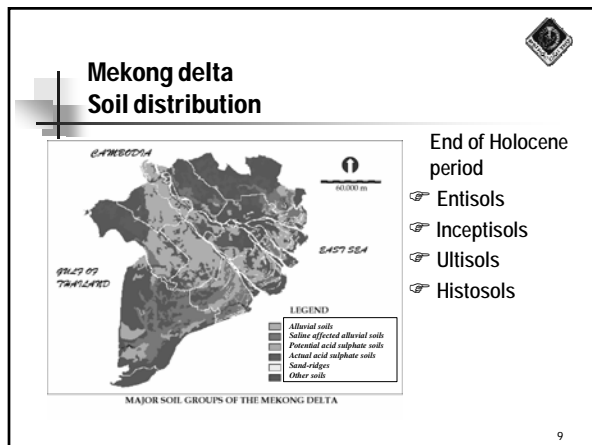 Mekong delta
Soil distribution
CAMBODIA
60,000 m
EAST SEA
GULF OF
THAILAND
LEGEND
Alluvial soils
Saline affected alluvial soils
Potential acid sulphate soils
Actual acid sulphate soils
Sand-ridges
Other soils
MAJOR SOIL GROUPS OF THE MEKONG DELTA
End of Holocene
period
☞ Entisols
☞ Inceptisols
☞ Ultisols
☞ Histosols
9